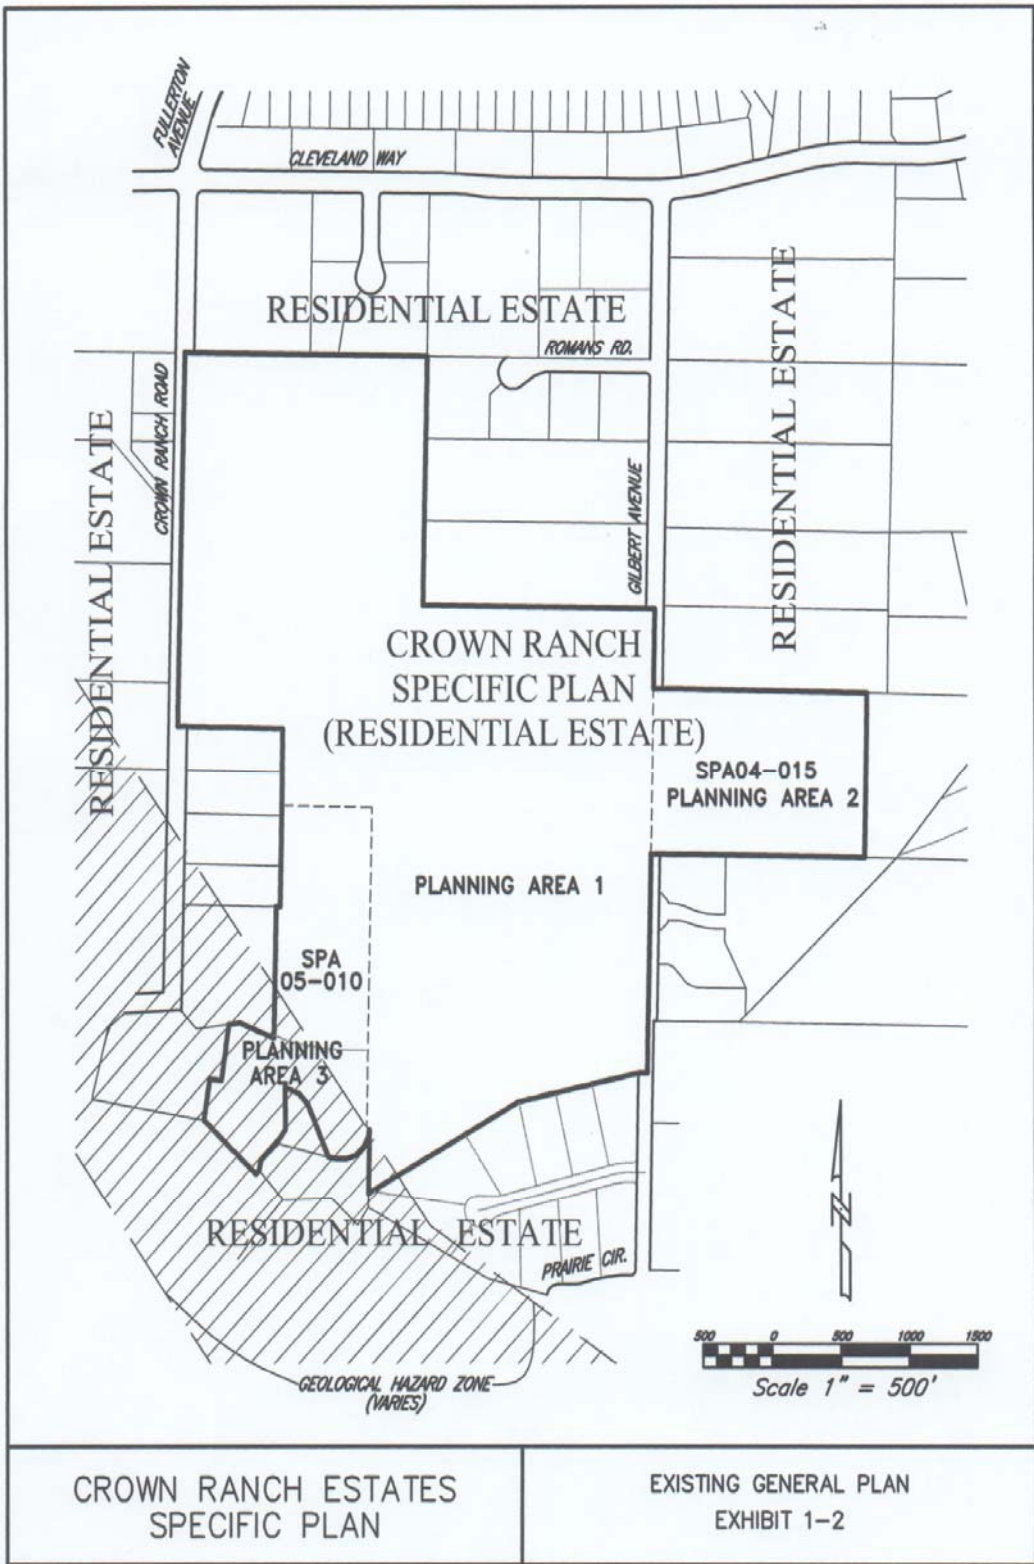 FULLERTON
AVENUE
CLEVELAND WAY
RESIDENTIAL ESTATE
ROMANS RD.
RESIDENTIAL ESTATE
CROWN RANCH ROAD
RESIDENTIAL ESTATE
GILBERT AVENUE
CROWN RANCH
SPECIFIC PLAN
(RESIDENTIAL ESTATE)
SPA04-015
PLANNING AREA 2
PLANNING AREA 1
SPA
05-010
PLANNING
AREA 3
RESIDENTIAL ESTATE
PRAIRIE CIR.
N
500 0 500 1000 1500
Scale 1" = 500'
GEOLOGICAL HAZARD ZONE
(VARIES)
CROWN RANCH ESTATES
SPECIFIC PLAN
EXISTING GENERAL PLAN
EXHIBIT 1-2